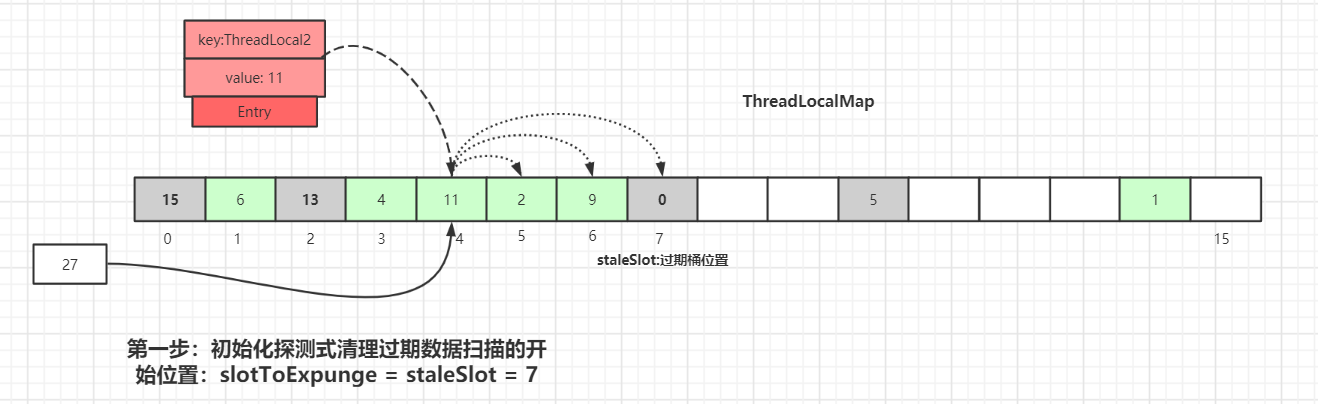 key:ThreadLocal2
value: 11
Entry
ThreadLocalMap
15 6 13 4 11 2 9 0 5 1
0 1 2 3 4 5 6 7 15
staleSlot:过期桶位置
27
第一步：初始化探测式清理过期数据扫描的开
始位置：slotToExpunge = staleSlot = 7